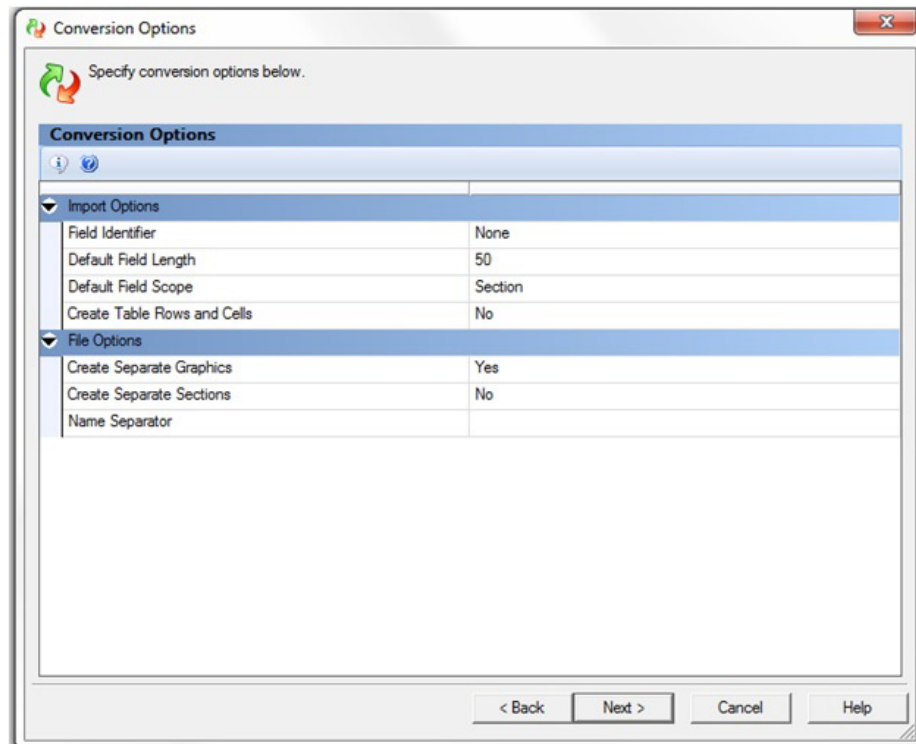 Conversion Options
Specify conversion options below.
Conversion Options
Import Options
Field Identifier None
Default Field Length 50
Default Field Scope Section
Create Table Rows and Cells No
File Options
Create Separate Graphics Yes
Create Separate Sections No
Name Separator
< Back Next > Cancel Help